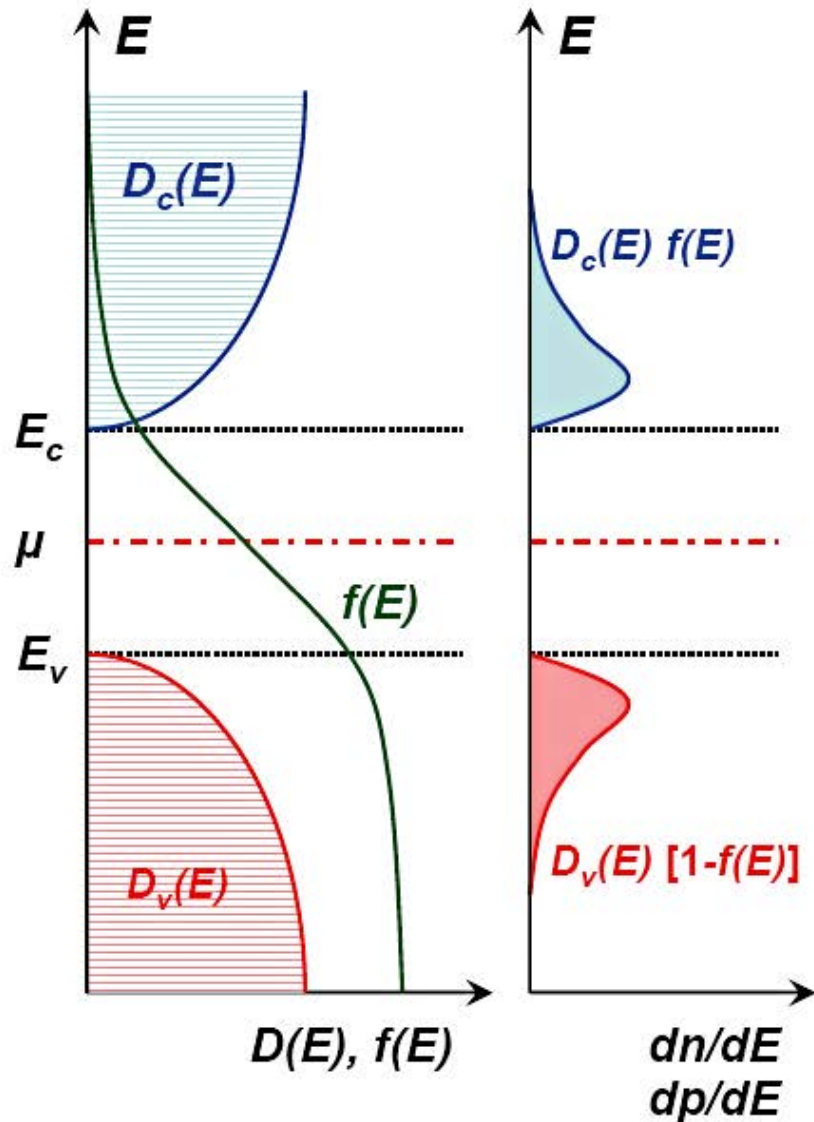 E
D_c(E)
E_c
μ
f(E)
E_v
D_v(E)
D(E), f(E)
E
D_c(E) f(E)
D_v(E) [1-f(E)]
dn/dE
dp/dE